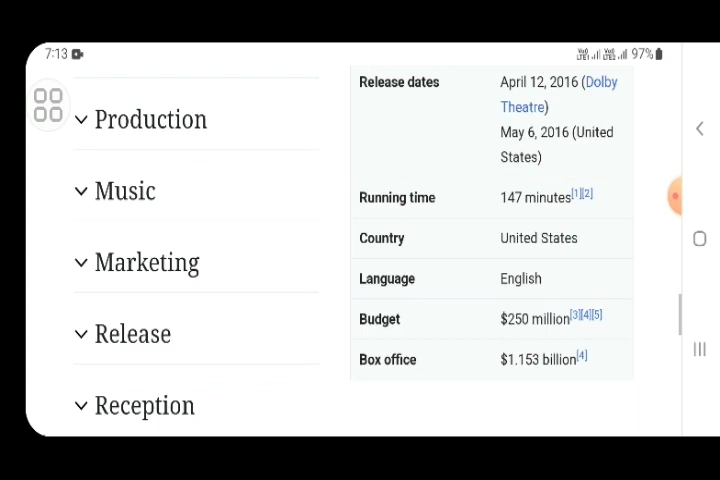 7:13
97%
Production
Music
Marketing
Release
Reception
Release dates
April 12, 2016 (Dolby
Theatre)
May 6, 2016 (United
States)
Running time
147 minutes[1][2]
Country
United States
Language
English
Budget
$250 million[3][4][5]
Box office
$1.153 billion[4]